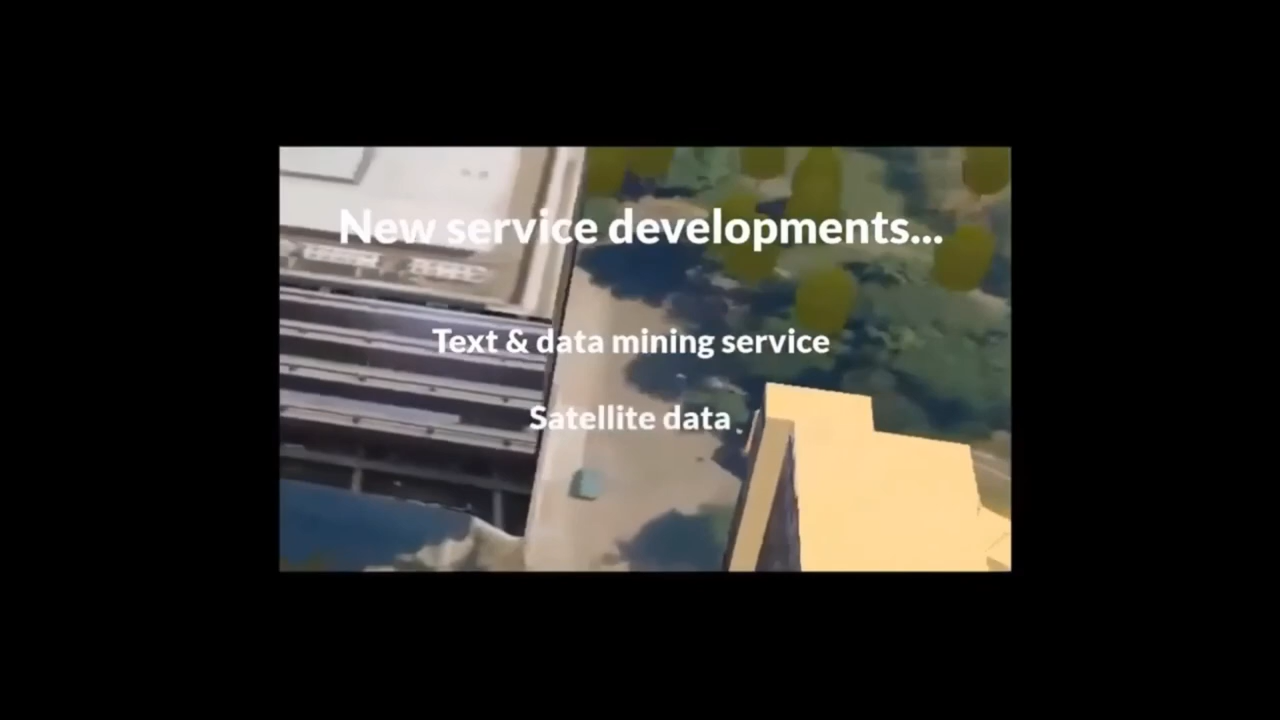 New service developments...
Text & data mining service
Satellite data